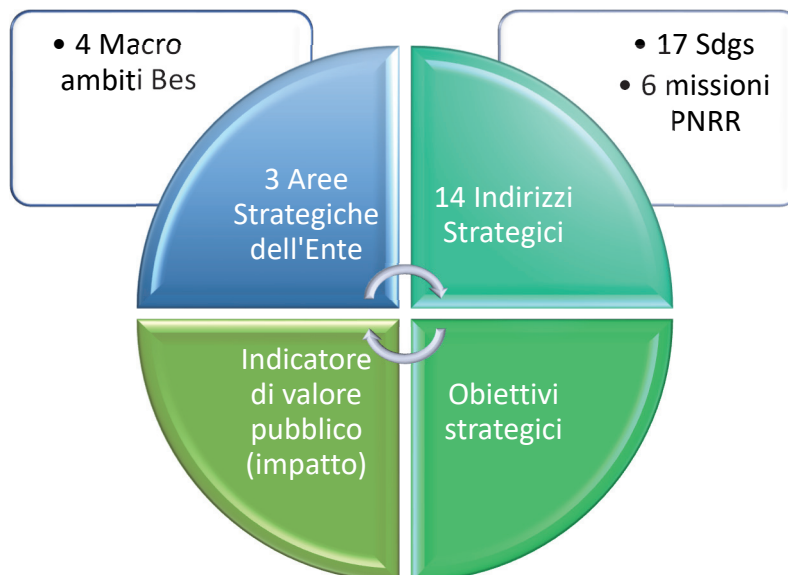 • 4 Macro
ambiti Bes
• 17 Sdgs
• 6 missioni
PNRR
3 Aree
Strategiche
dell'Ente
14 Indirizzi
Strategici
Indicatore
di valore
pubblico
(impatto)
Obiettivi
strategici